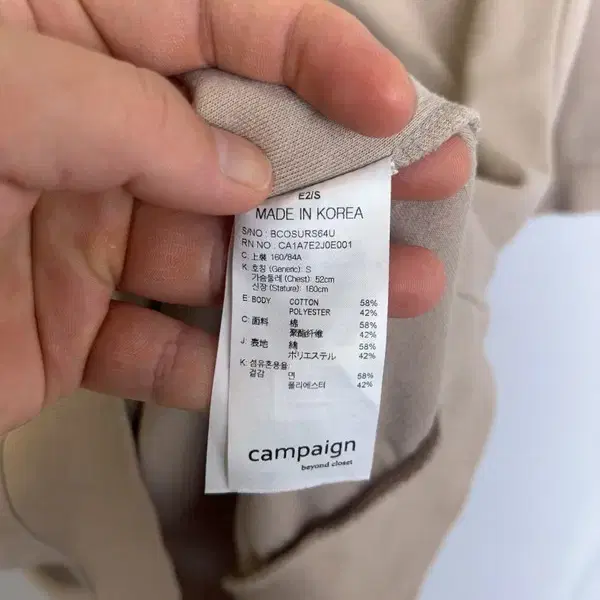 E2/S
MADE IN KOREA
S/NO : BCOSURS64U
RN NO : CA1A7E2J0E001
C. 上裝 160/84A
K. 호칭 (Generic): S
가슴둘레 (Chest): 52cm
신장 (Stature): 160cm
E: BODY COTTON 58%
POLYESTER 42%
C: 面料 棉 58%
聚酯纤维 42%
J: 表地 綿 58%
ポリエステル 42%
K: 섬유혼용율:
겉감 면 58%
폴리에스터 42%
campaign
beyond closet